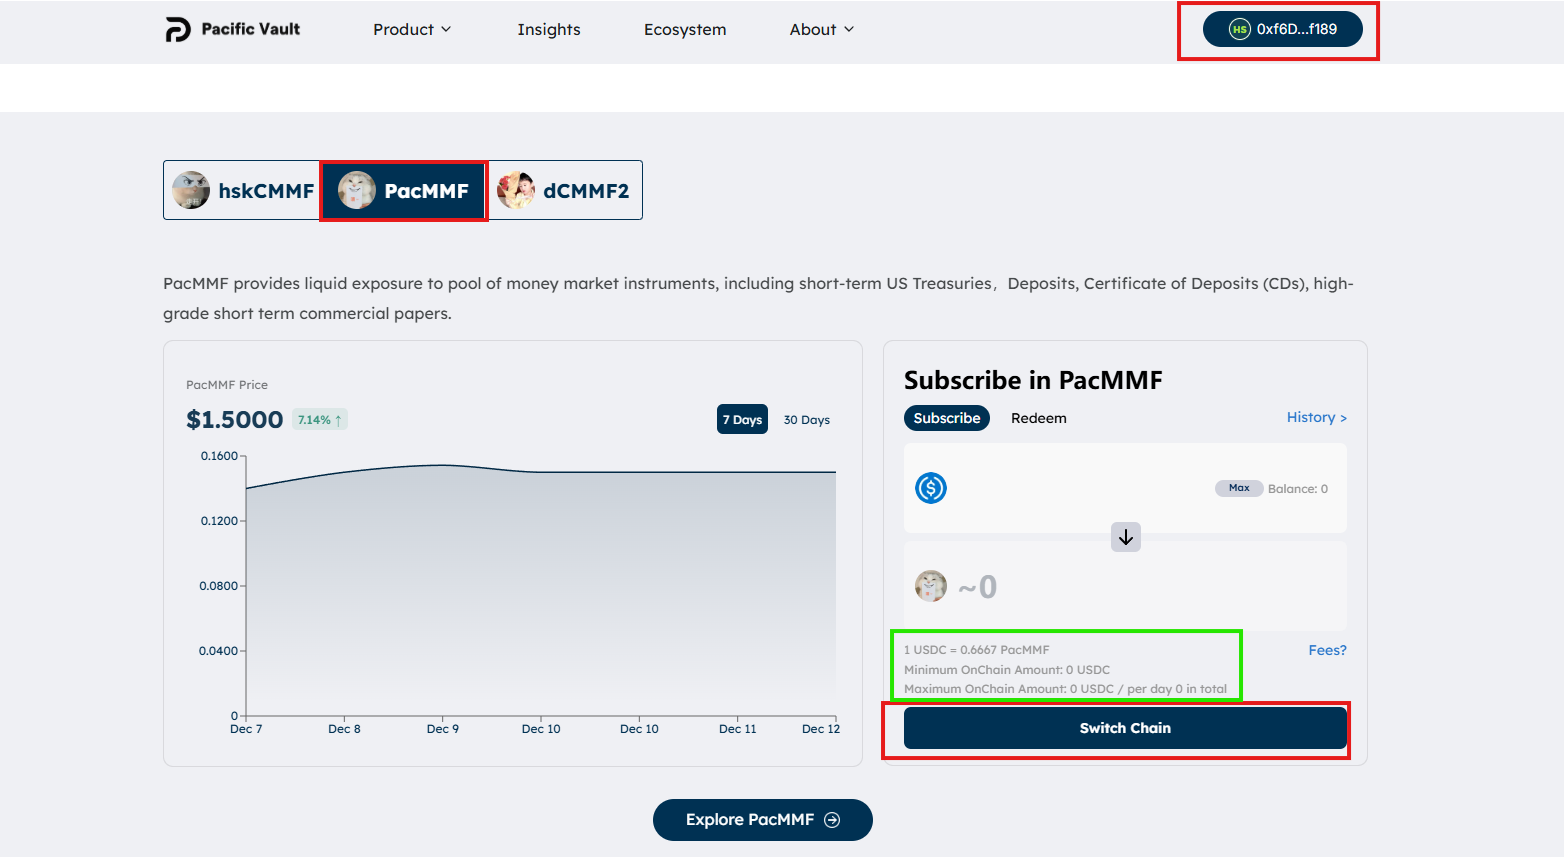 Pacific Vault
Product
Insights
Ecosystem
About
HS 0xf6D...f189
hskCMMF
PacMMF
dCMMF2
PacMMF provides liquid exposure to pool of money market instruments, including short-term US Treasuries，Deposits, Certificate of Deposits (CDs), high-
grade short term commercial papers.
PacMMF Price
$1.5000 7.14% ↑
7 Days
30 Days
0.1600
0.1200
0.0800
0.0400
0
Dec 7
Dec 8
Dec 9
Dec 10
Dec 10
Dec 11
Dec 12
Subscribe in PacMMF
Subscribe
Redeem
History >
Max
Balance: 0
~0
1 USDC = 0.6667 PacMMF
Fees?
Minimum OnChain Amount: 0 USDC
Maximum OnChain Amount: 0 USDC / per day 0 in total
Switch Chain
Explore PacMMF